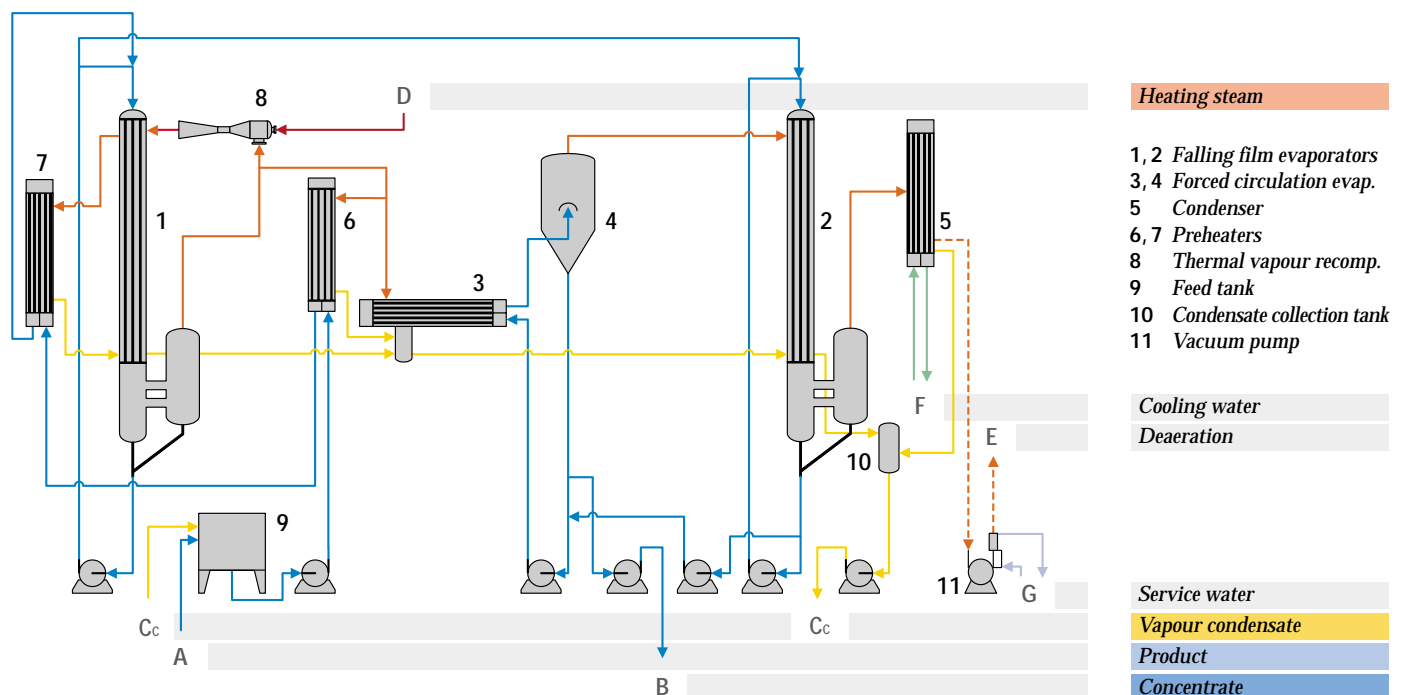 D
8
7
1
6
3
4
2
5
F
E
10
9
11
G
Cc
Cc
A
B
Heating steam
1, 2 Falling film evaporators
3, 4 Forced circulation evap.
5 Condenser
6, 7 Preheaters
8 Thermal vapour recomp.
9 Feed tank
10 Condensate collection tank
11 Vacuum pump
Cooling water
Deaeration
Service water
Vapour condensate
Product
Concentrate